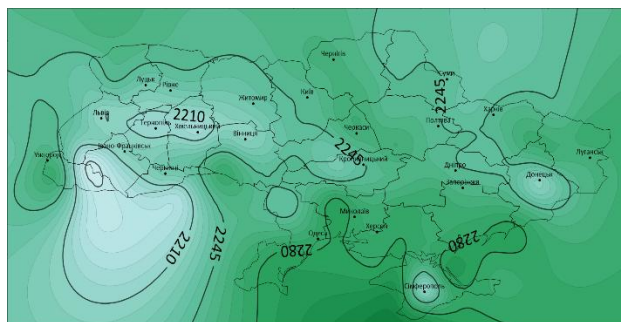 Чернігів
Суми
Луцьк
Рівне
2245
Львів
2210
Житомир
Київ
Харків
Тернопіль
Хмельницький
Полтава
Вінниця
Черкаси
Івано-Франківськ
2245
Ужгород
Кропивницький
Луганськ
Чернівці
Дніпро
Донецьк
Запоріжжя
Миколаїв
2210
2245
2280
Одеса
Херсон
2280
Сімферополь